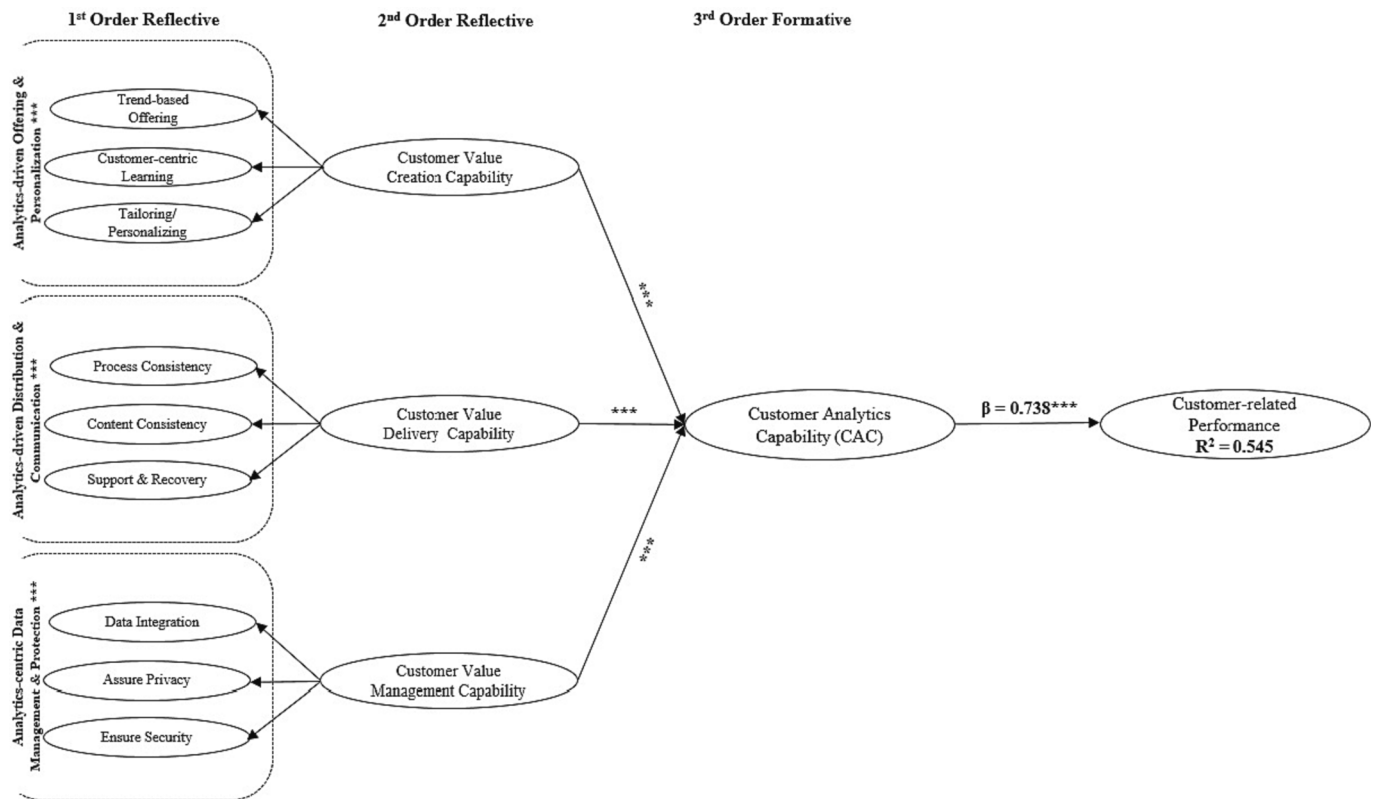 1st Order Reflective
2nd Order Reflective
3rd Order Formative
Analytics-driven Offering &
Personalization ***
Trend-based
Offering
Customer-centric
Learning
Tailoring/
Personalizing
Customer Value
Creation Capability
***
Analytics-driven Distribution &
Communication ***
Process Consistency
Content Consistency
Support & Recovery
Customer Value
Delivery Capability
***
Customer Analytics
Capability (CAC)
β = 0.738***
Customer-related
Performance
R² = 0.545
Analytics-centric Data
Management & Protection ***
Data Integration
Assure Privacy
Ensure Security
Customer Value
Management Capability
***